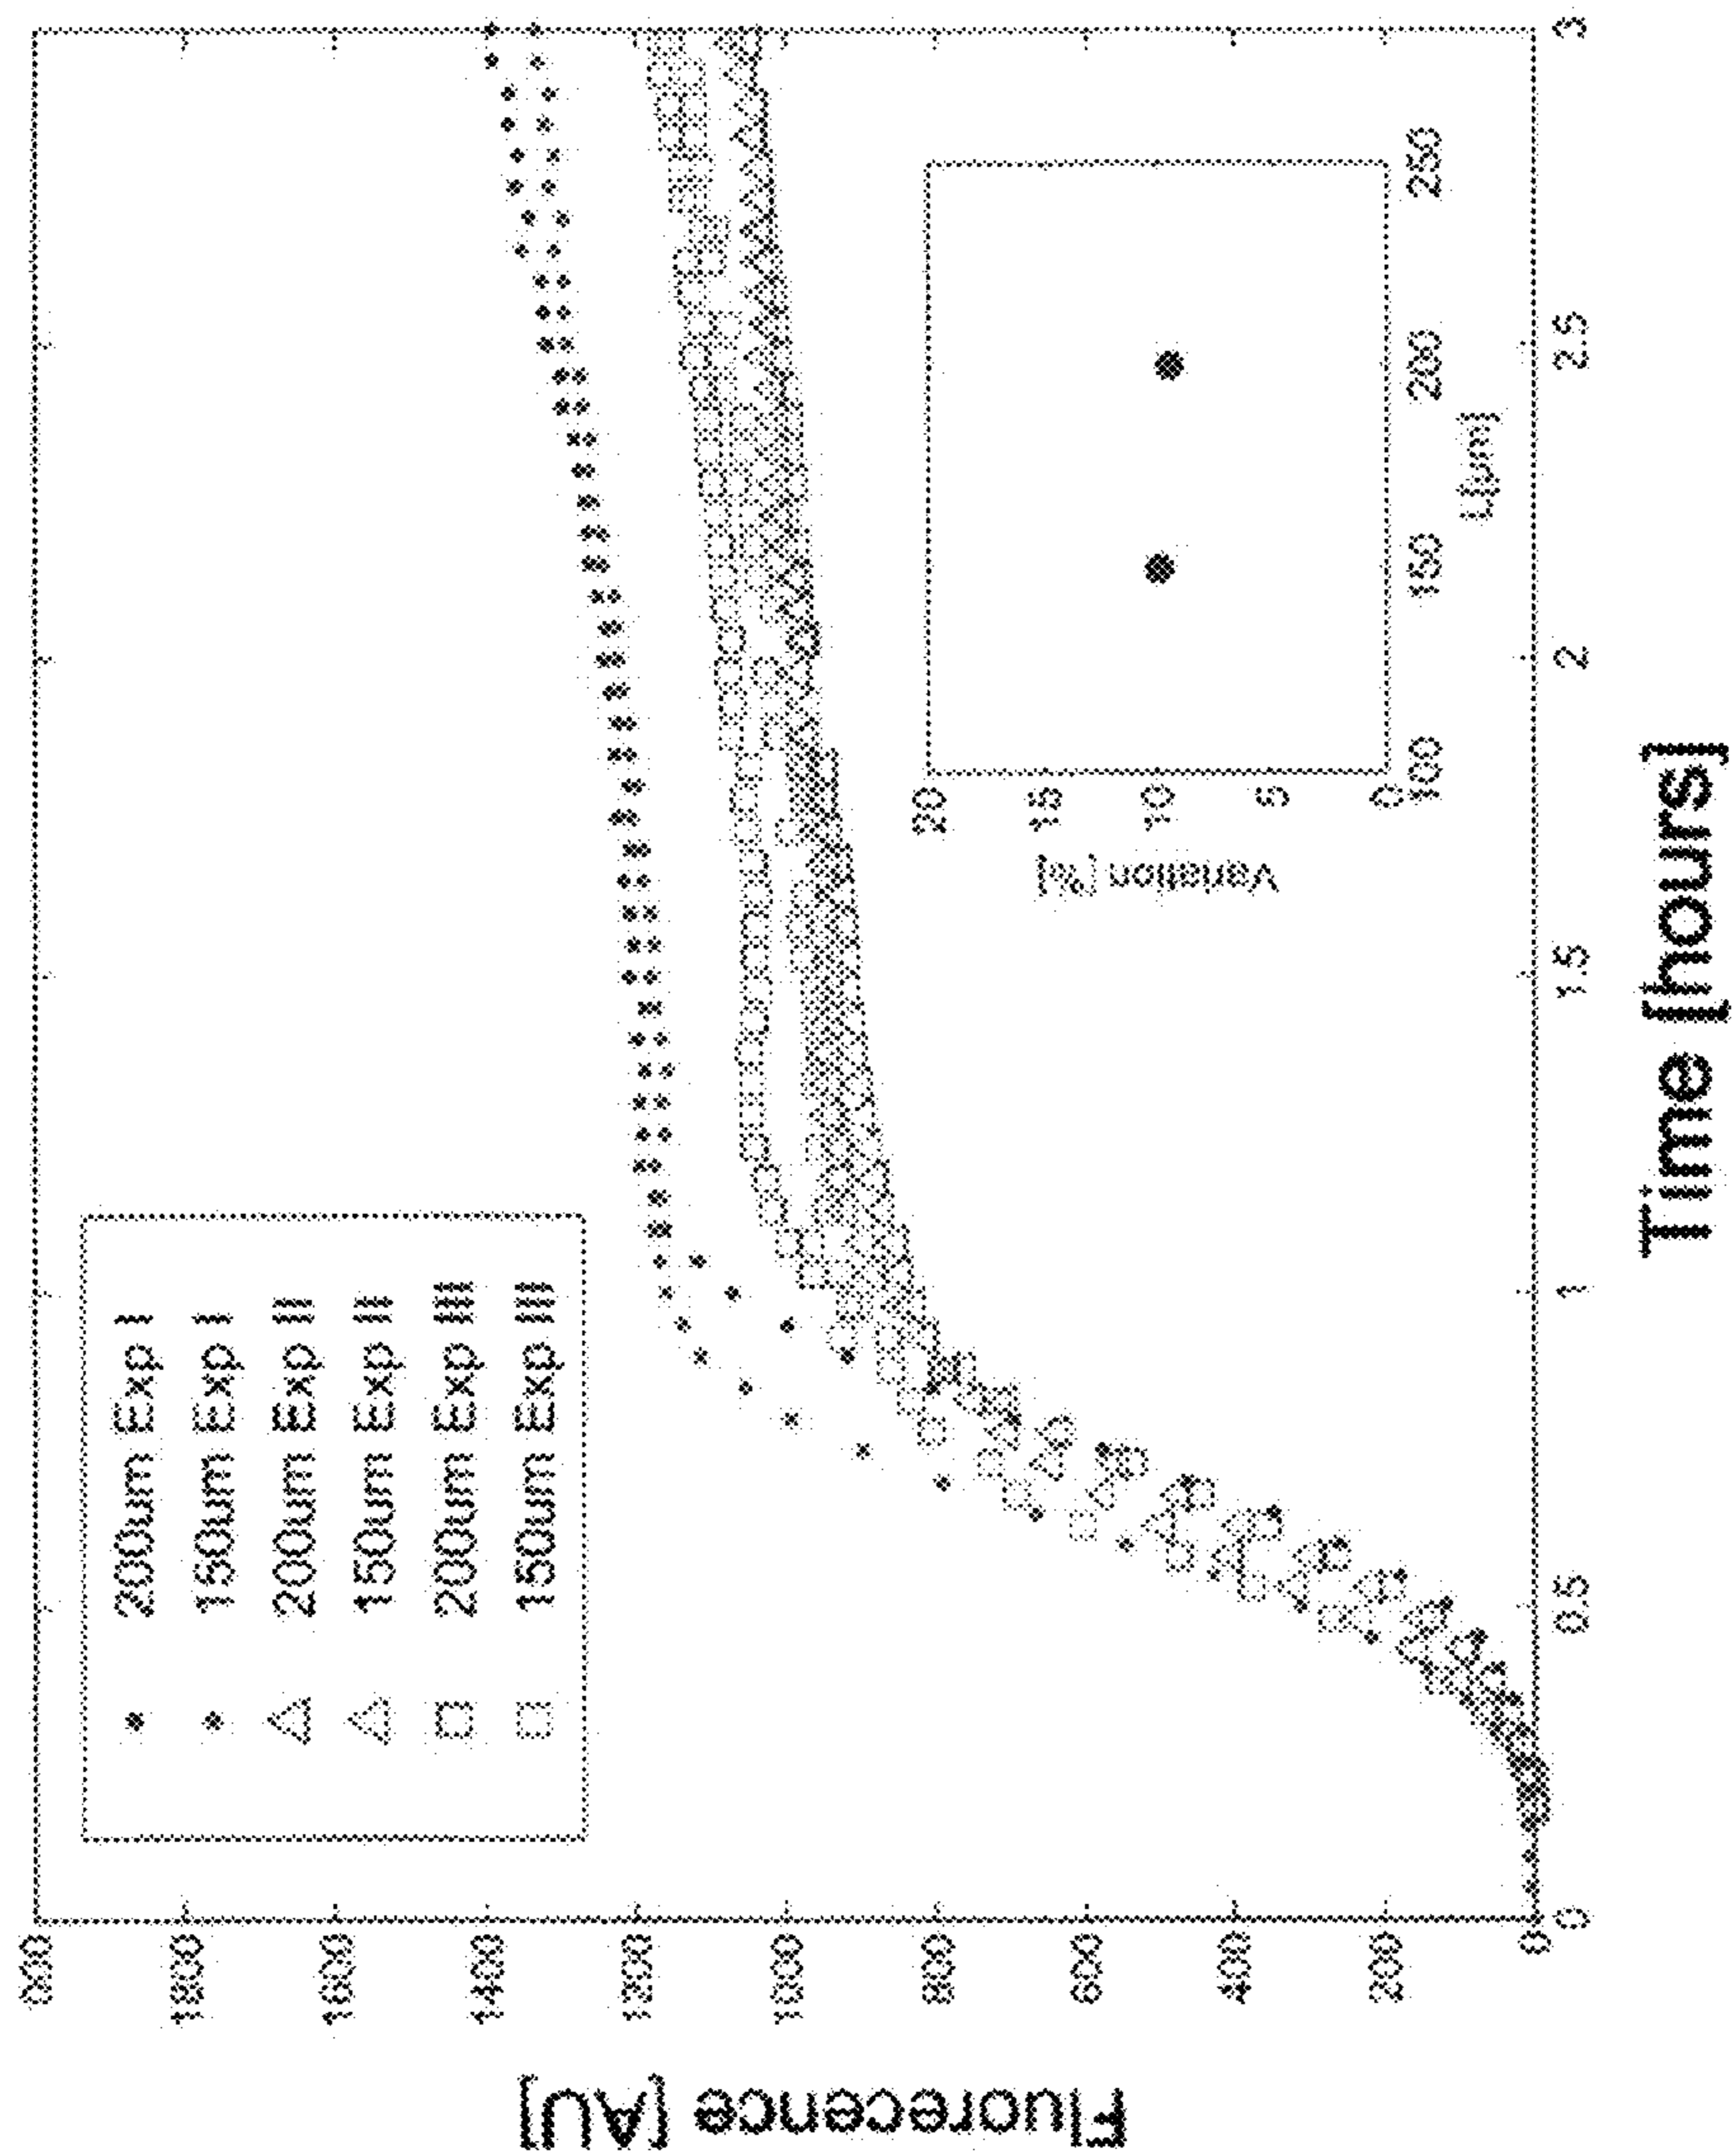 Fluorecence [AU]
000
1800
1600
1400
1200
1000
800
600
400
200
0
200um Exp I
150um Exp I
200um Exp II
150um Exp II
200um Exp III
150um Exp III
Variation [%]
20
15
10
5
0
100
150
200
250
L[um]
0
0.5
1
1.5
2
2.5
3
Time [hours]